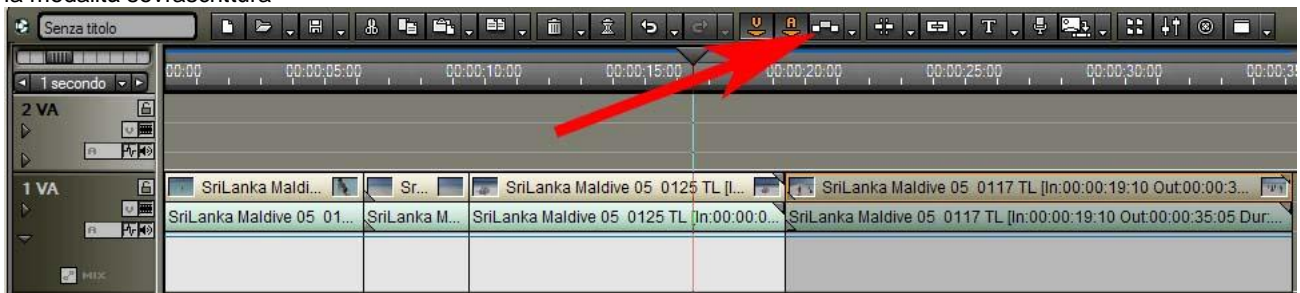 la modalità sovrascrittura
Senza titolo
T
1 secondo
00:00 00:00:05:00 00:00:10:00 00:00:15:00 00:00:20:00 00:00:25:00 00:00:30:00
2 VA
1 VA
SriLanka Maldi... Sr... SriLanka Maldive 05 0125 TL [I... SriLanka Maldive 05 0117 TL [In:00:00:19:10 Out:00:00:3...
SriLanka Maldive 05 01... SriLanka M... SriLanka Maldive 05 0125 TL [In:00:00:0... SriLanka Maldive 05 0117 TL [In:00:00:19:10 Out:00:00:35:05 Dur:...
MIX